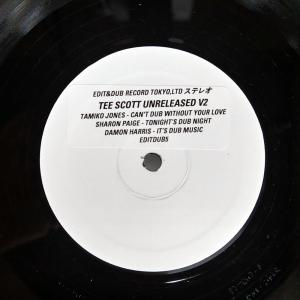 EDIT&DUB RECORD TOKYO,LTD ステレオ
TEE SCOTT UNRELEASED V2
TAMIKO JONES - CAN'T DUB WITHOUT YOUR LOVE
SHARON PAIGE - TONIGHT'S DUB NIGHT
DAMON HARRIS - IT'S DUB MUSIC
EDITDUB5